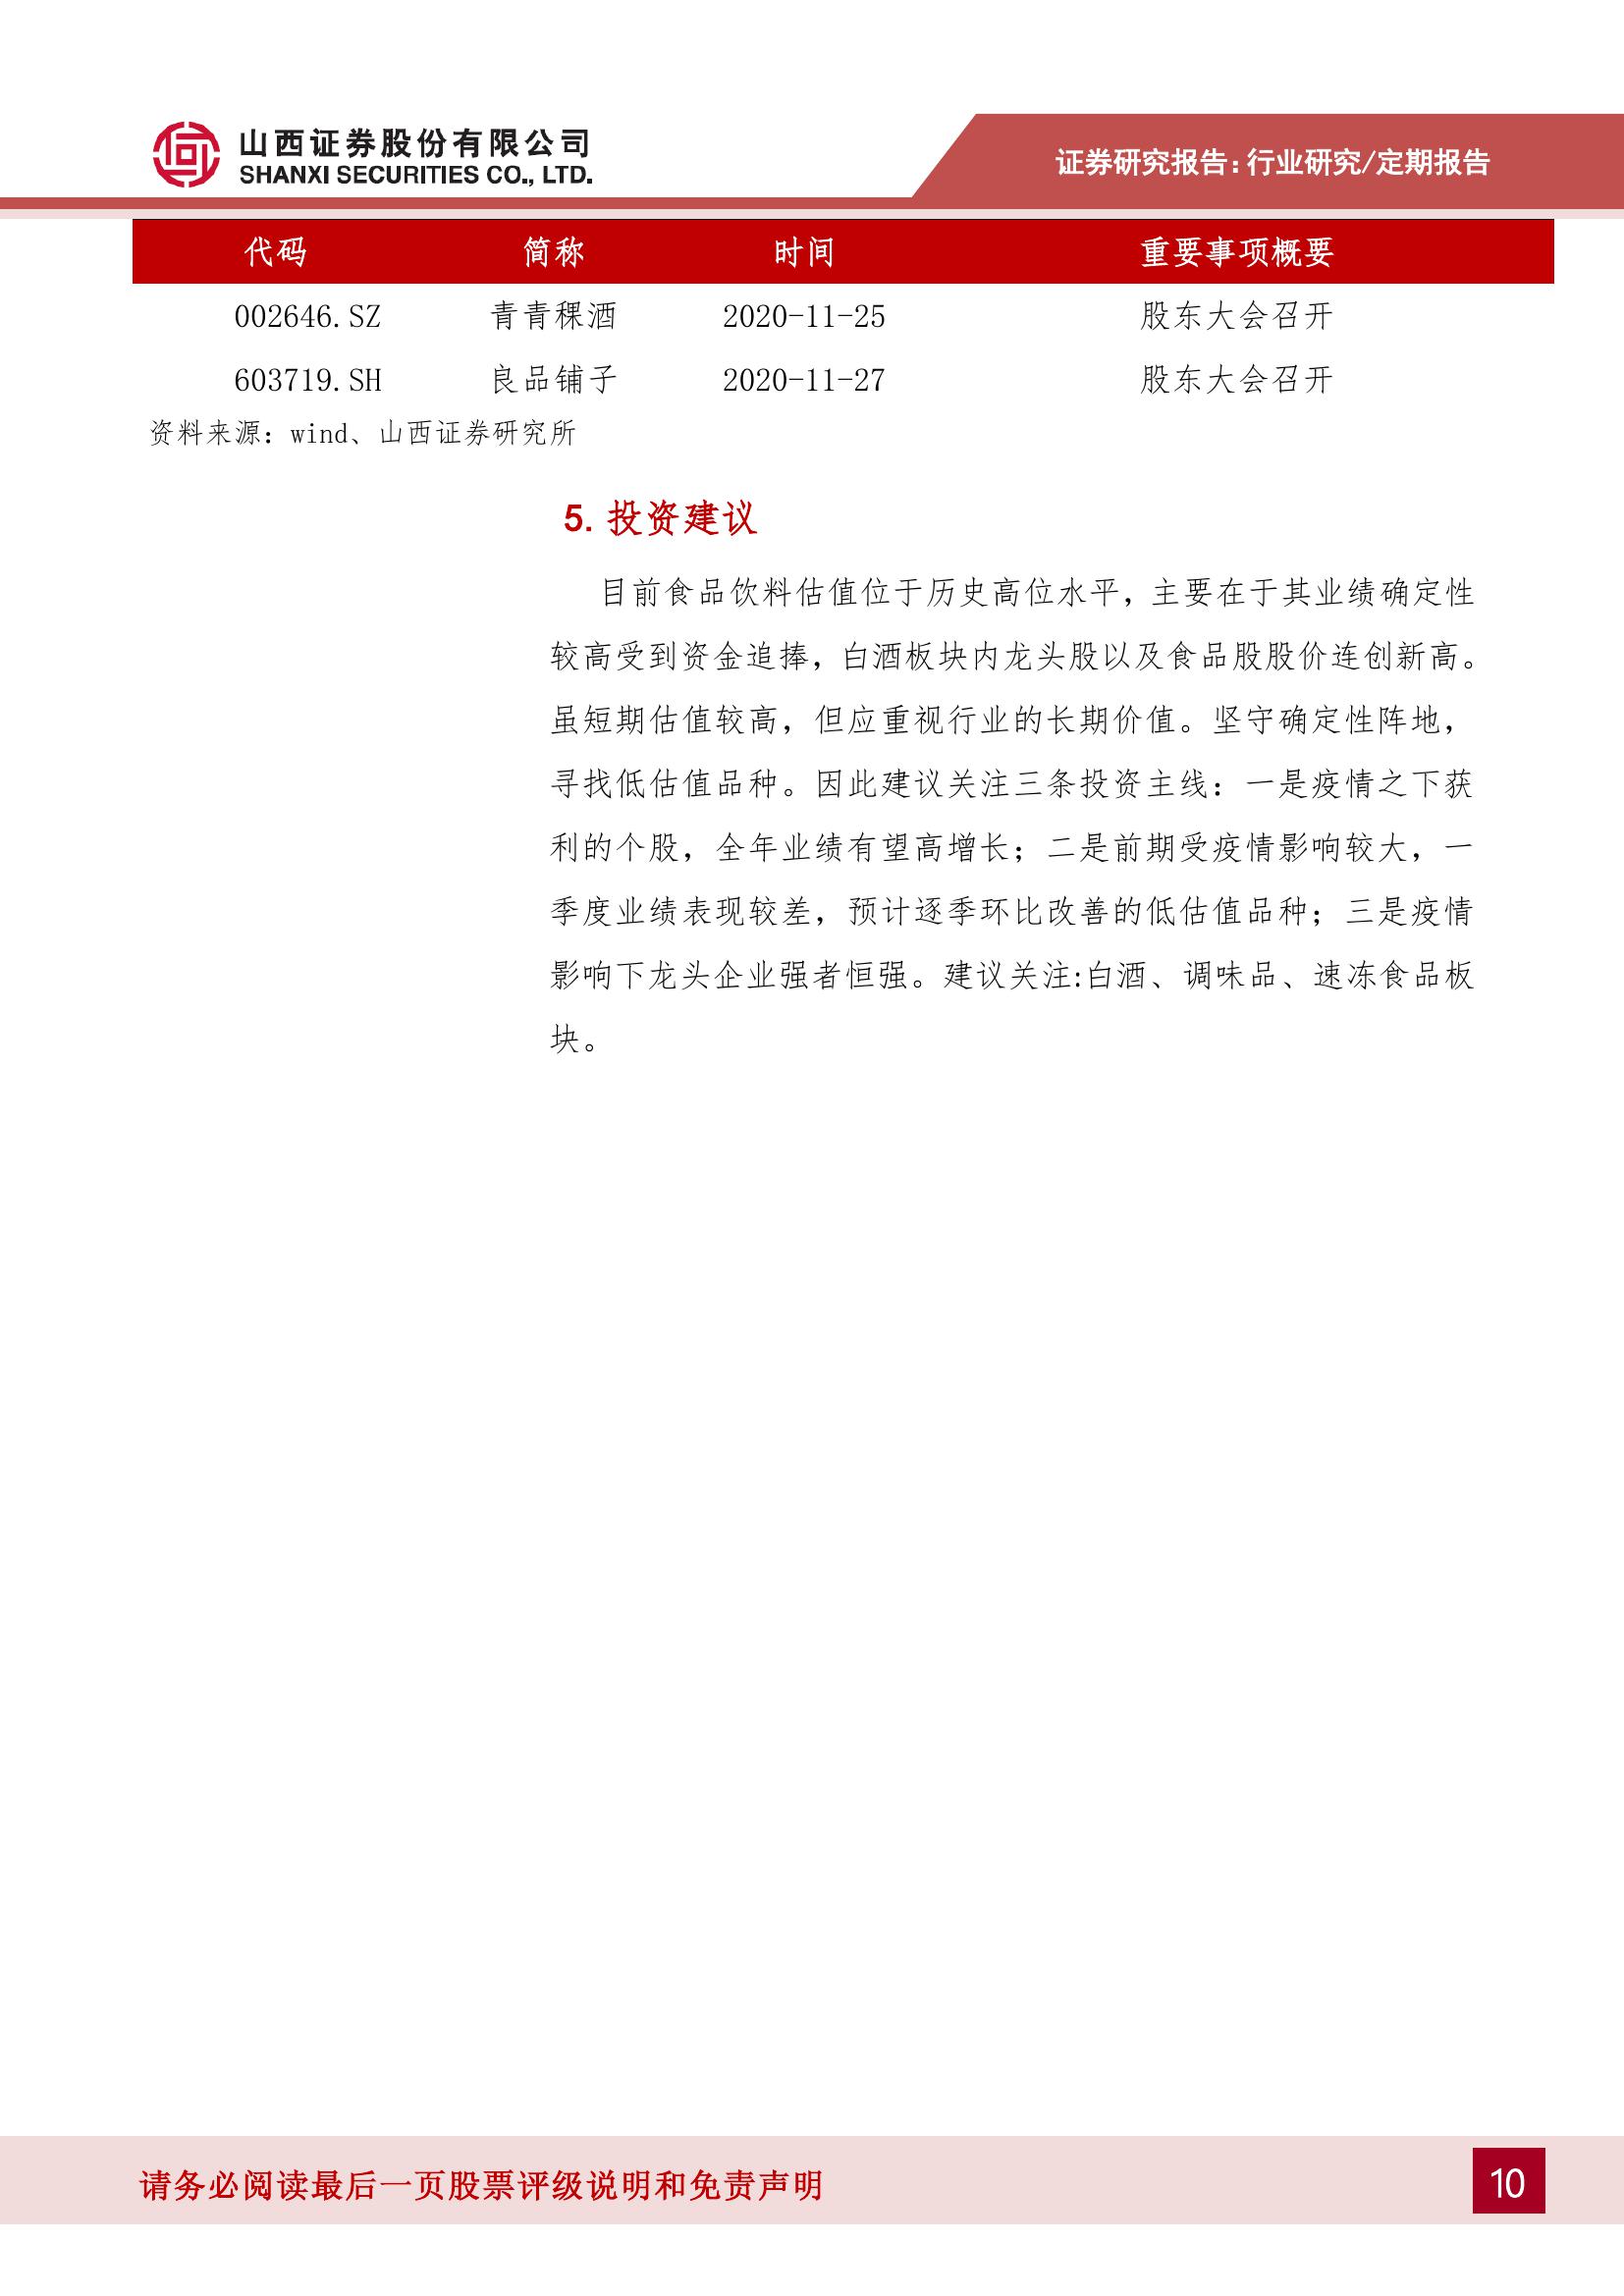 山西证券股份有限公司
SHANXI SECURITIES CO., LTD.
证券研究报告:行业研究/定期报告
代码 简称 时间 重要事项概要
002646.SZ 青青稞酒 2020-11-25 股东大会召开
603719.SH 良品铺子 2020-11-27 股东大会召开
资料来源：wind、山西证券研究所
5. 投资建议
目前食品饮料估值位于历史高位水平，主要在于其业绩确定性
较高受到资金追捧，白酒板块内龙头股以及食品股股价连创新高。
虽短期估值较高，但应重视行业的长期价值。坚守确定性阵地，
寻找低估值品种。因此建议关注三条投资主线：一是疫情之下获
利的个股，全年业绩有望高增长；二是前期受疫情影响较大，一
季度业绩表现较差，预计逐季环比改善的低估值品种；三是疫情
影响下龙头企业强者恒强。建议关注:白酒、调味品、速冻食品板
块。
请务必阅读最后一页股票评级说明和免责声明
10